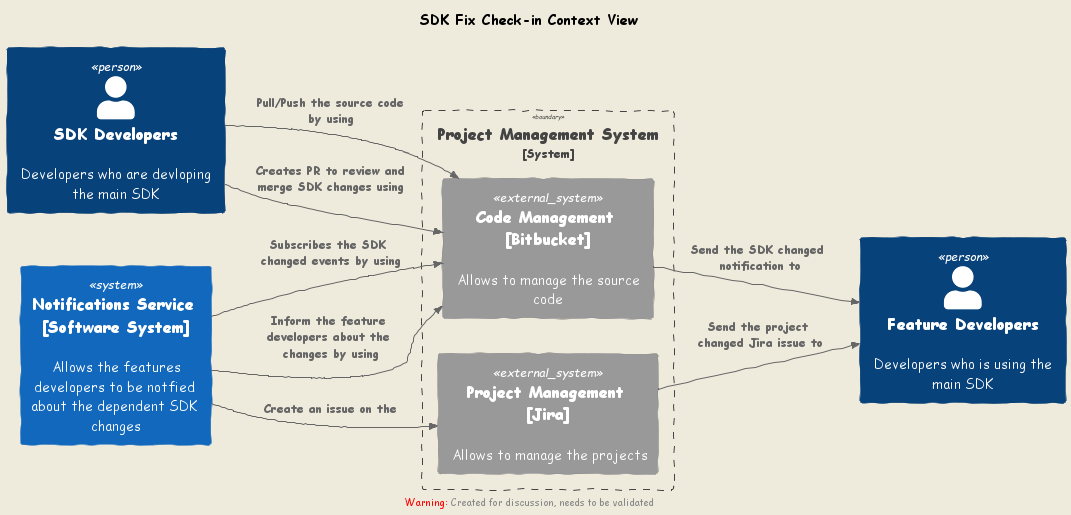 SDK Fix Check-in Context View
«person»
SDK Developers
Developers who are devloping
the main SDK
Pull/Push the source code
by using
Creates PR to review and
merge SDK changes using
«boundary»
Project Management System
[System]
«external_system»
Code Management
[Bitbucket]
Allows to manage the source
code
Subscribes the SDK
changed events by using
«system»
Notifications Service
[Software System]
Allows the features
developers to be notfied
about the dependent SDK
changes
Inform the feature
developers about the
changes by using
Create an issue on the
«external_system»
Project Management
[Jira]
Allows to manage the projects
Send the SDK changed
notification to
Send the project
changed Jira issue to
«person»
Feature Developers
Developers who is using the
main SDK
Warning: Created for discussion, needs to be validated